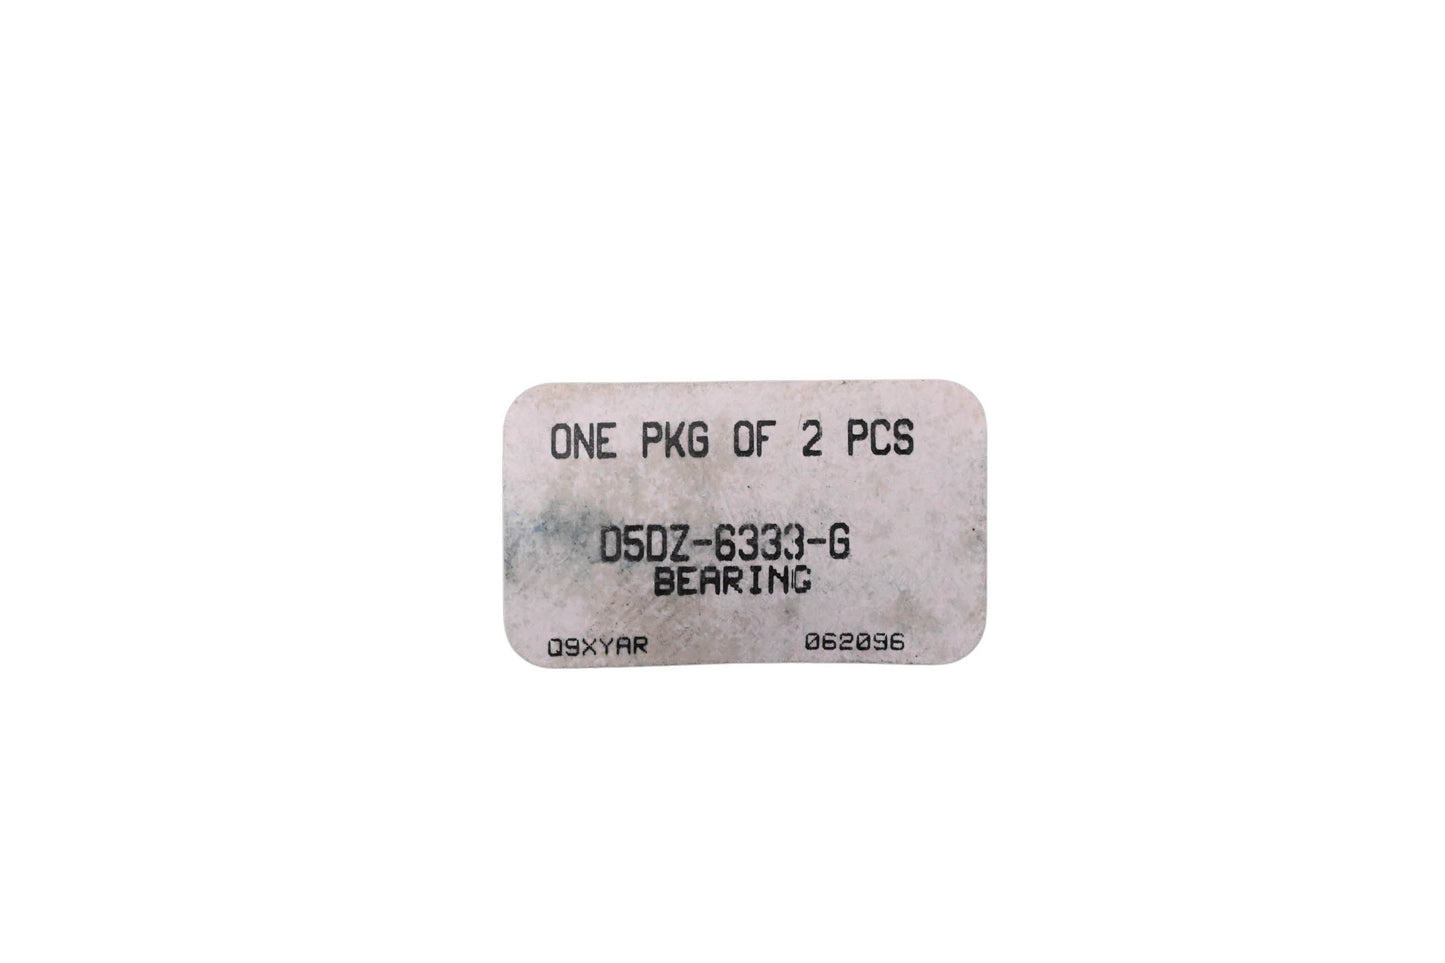 ONE PKG OF 2 PCS
D5DZ-6333-G
BEARING
Q9XYAR 062096